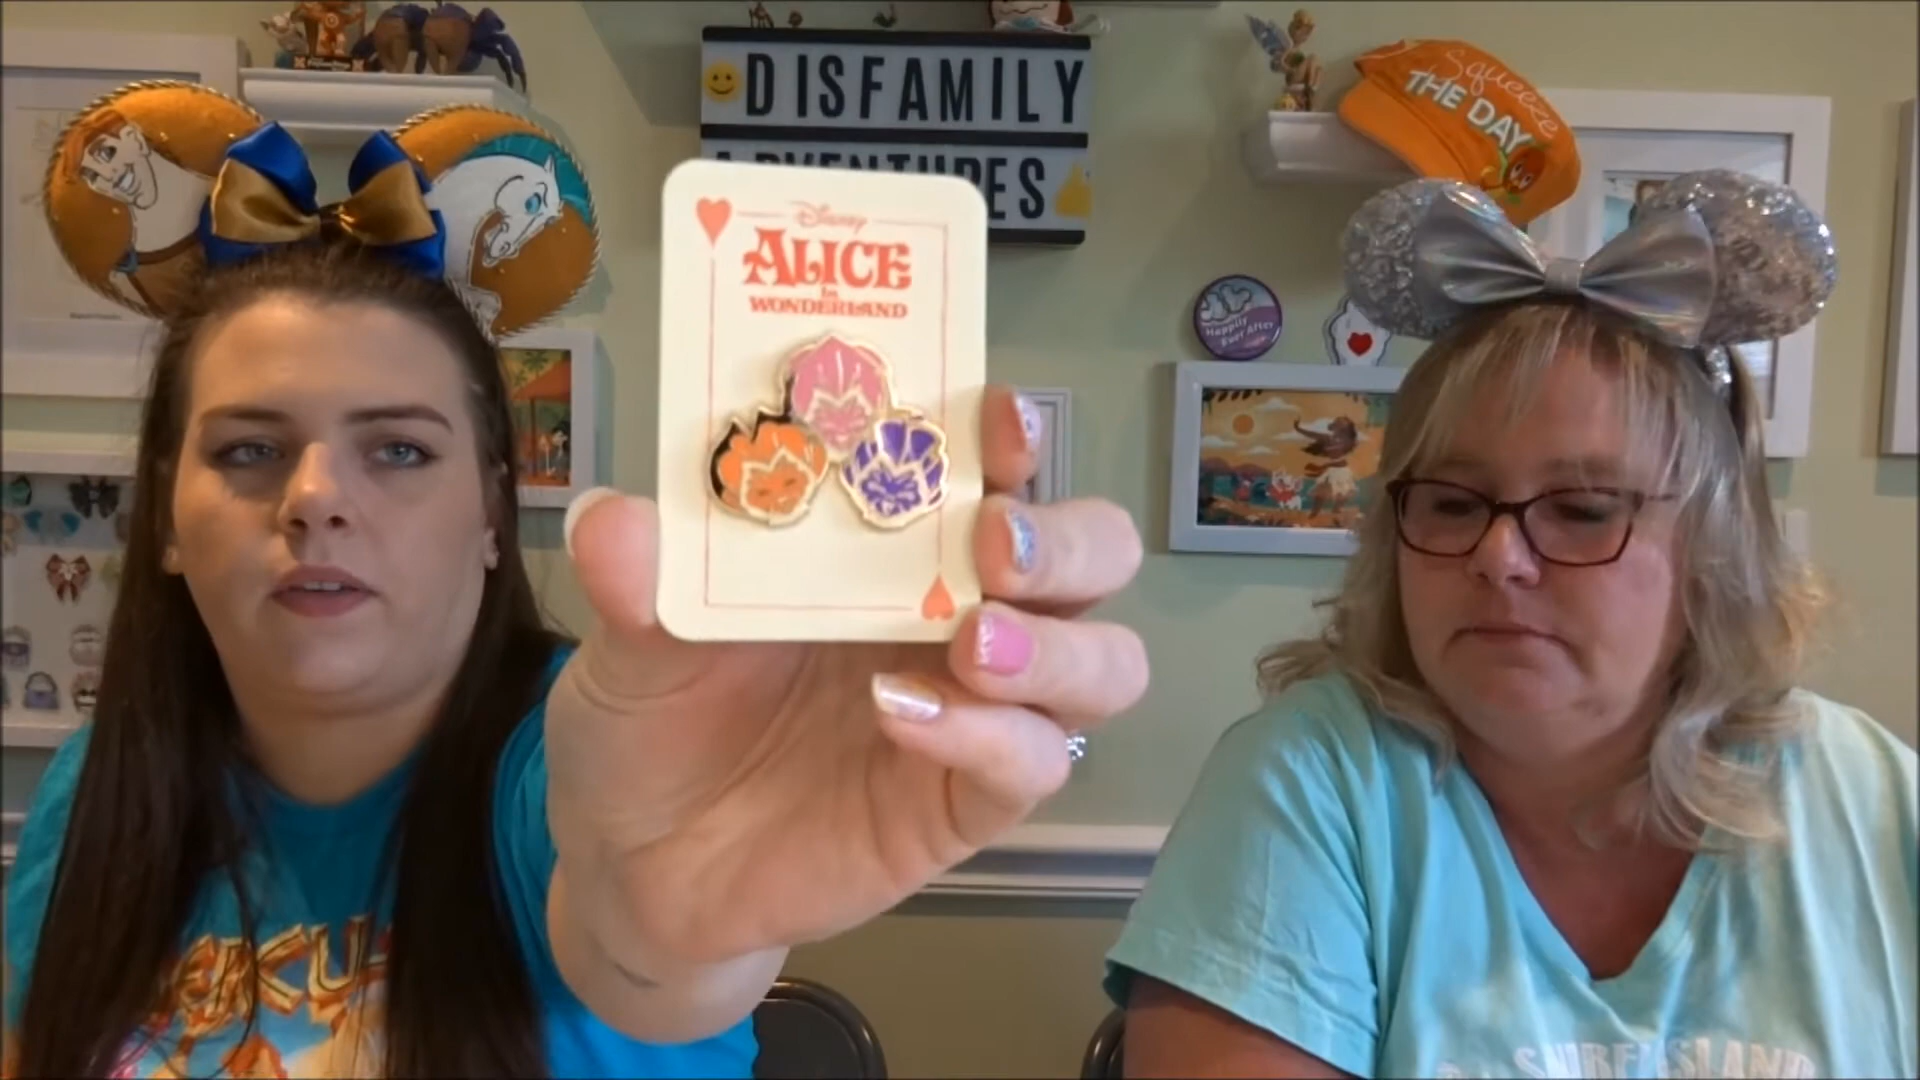 DISFAMILY
ADVENTURES
Squeeze
THE DAY
Disney
ALICE
in
WONDERLAND
Happily
Ever After